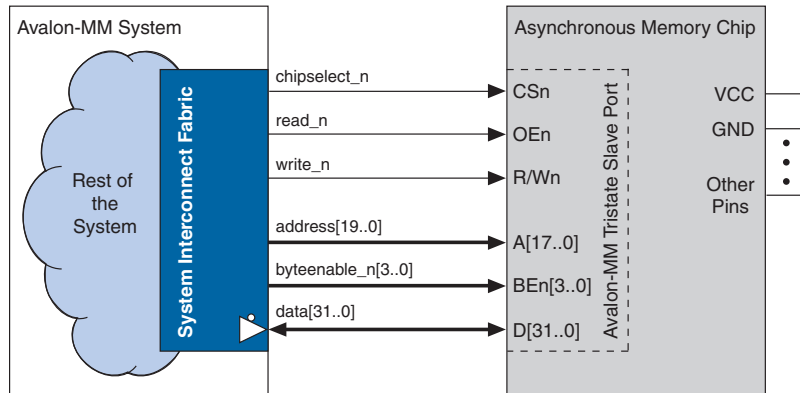 Avalon-MM System
Asynchronous Memory Chip
Rest of
the
System
System Interconnect Fabric
chipselect_n
read_n
write_n
address[19..0]
byteenable_n[3..0]
data[31..0]
CSn
OEn
R/Wn
A[17..0]
BEn[3..0]
D[31..0]
Avalon-MM Tristate Slave Port
VCC
GND
Other
Pins